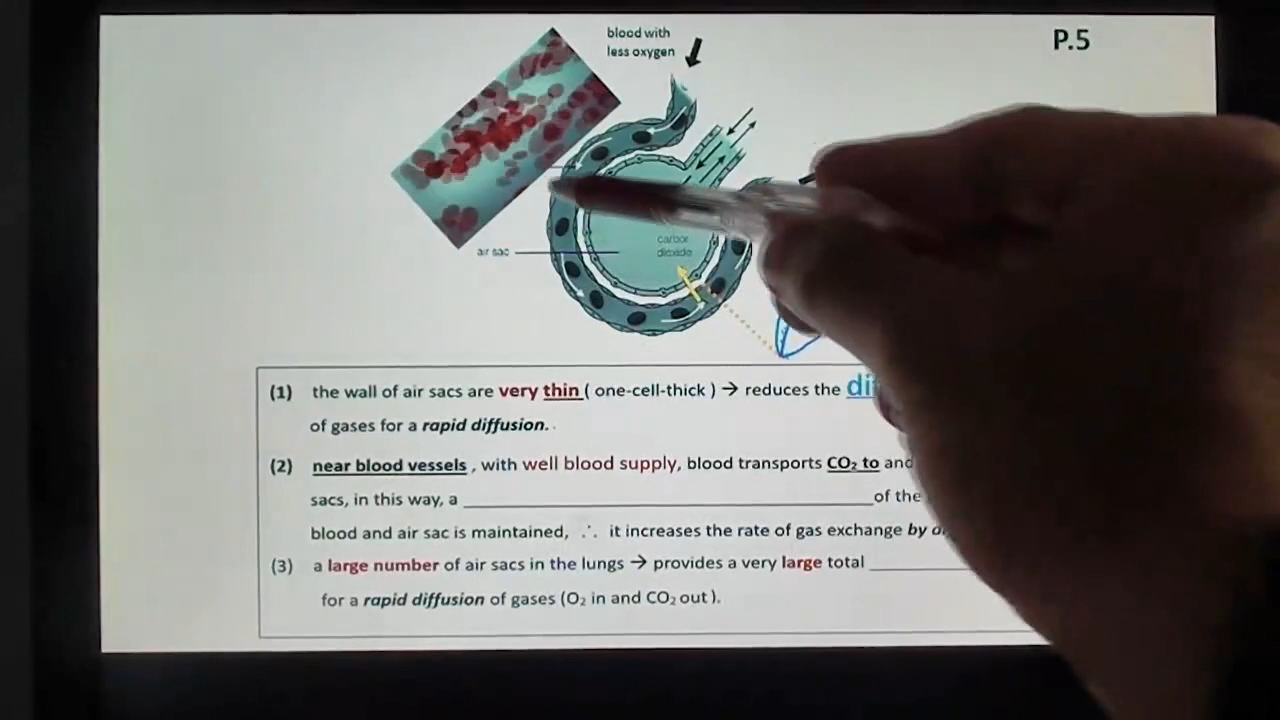 blood with
less oxygen
P.5
carbon
dioxide
air sac
(1) the wall of air sacs are very thin ( one-cell-thick ) → reduces the
of gases for a rapid diffusion.
(2) near blood vessels , with well blood supply, blood transports CO₂ to and
sacs, in this way, a ______ of the
blood and air sac is maintained, ∴ it increases the rate of gas exchange by
(3) a large number of air sacs in the lungs → provides a very large total ______
for a rapid diffusion of gases (O₂ in and CO₂ out ).